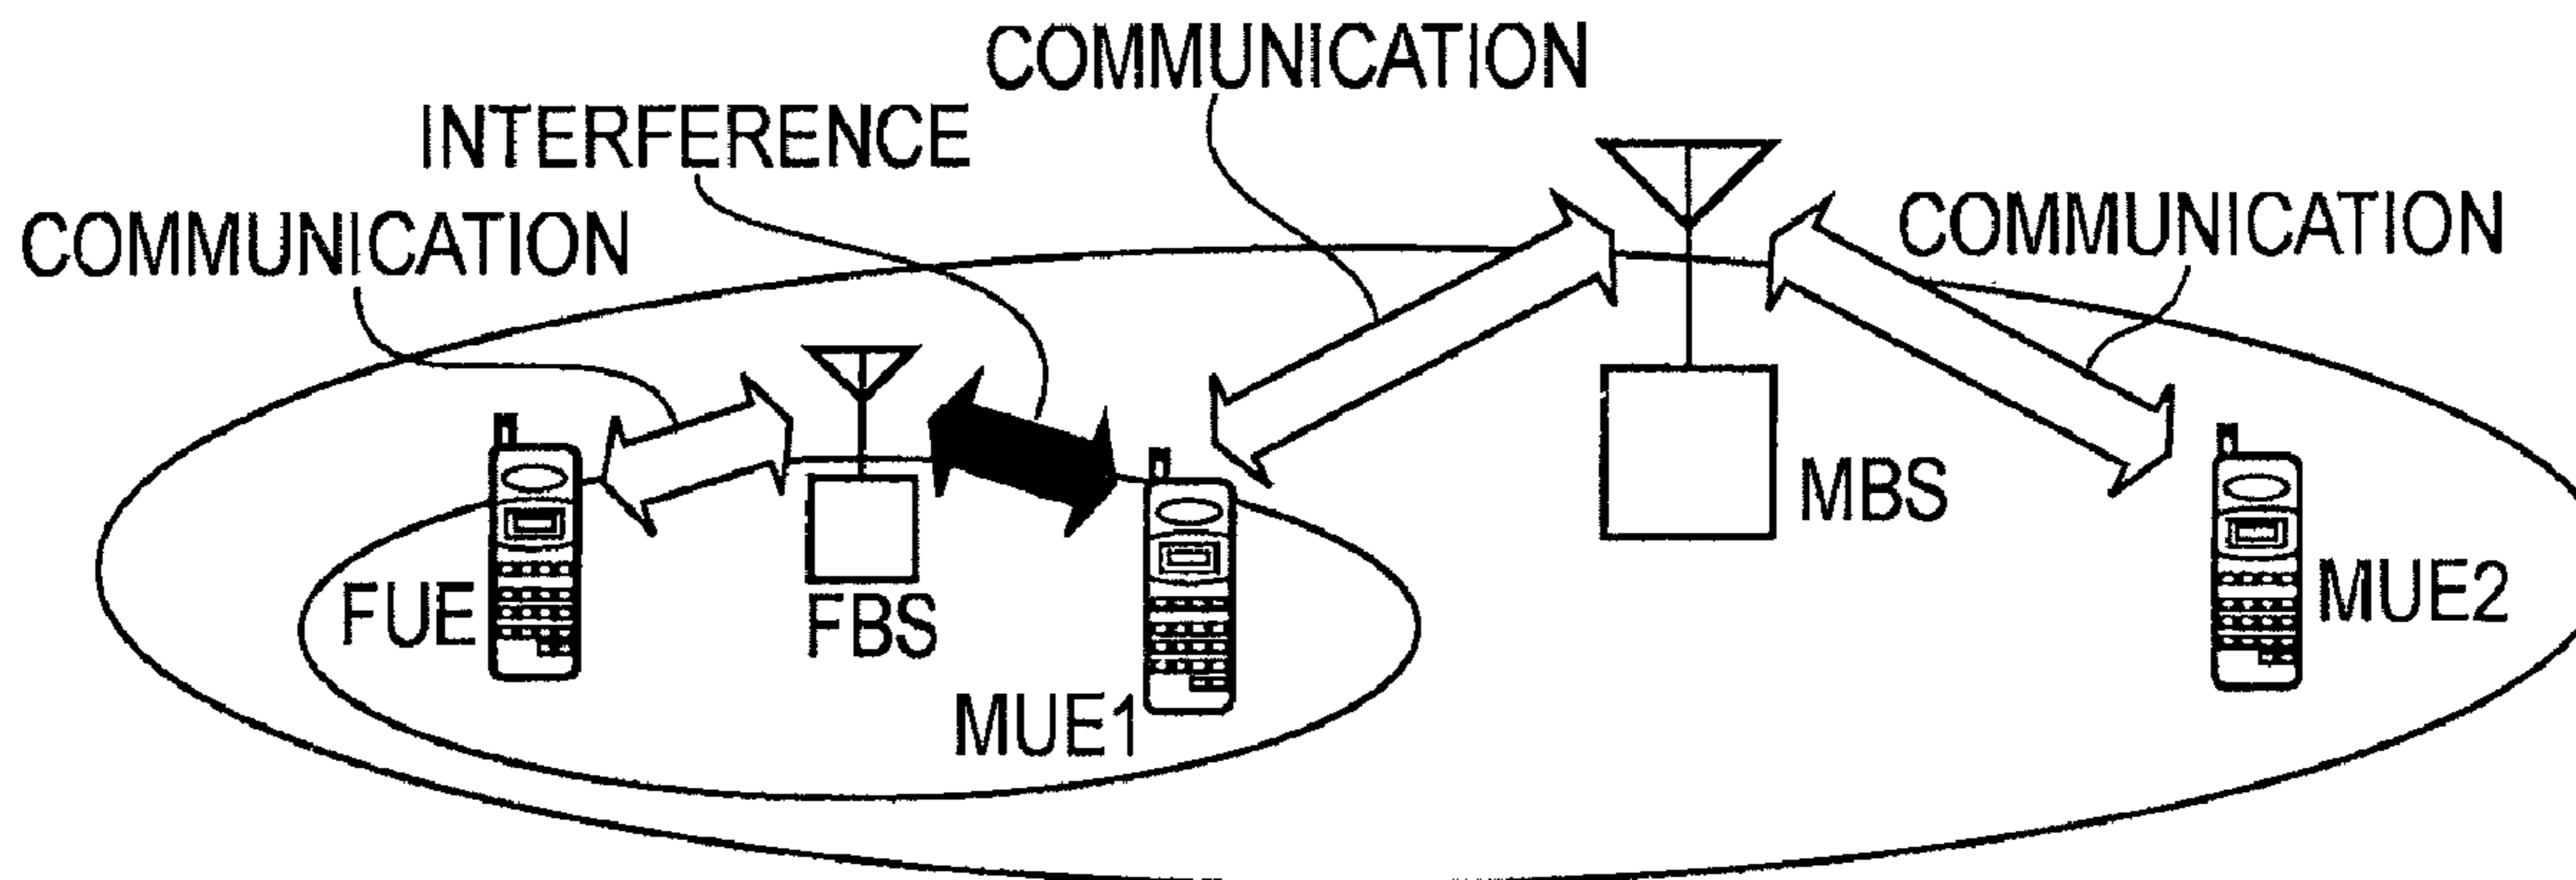 COMMUNICATION
INTERFERENCE
COMMUNICATION
COMMUNICATION
MBS
FUE
FBS
MUE2
MUE1